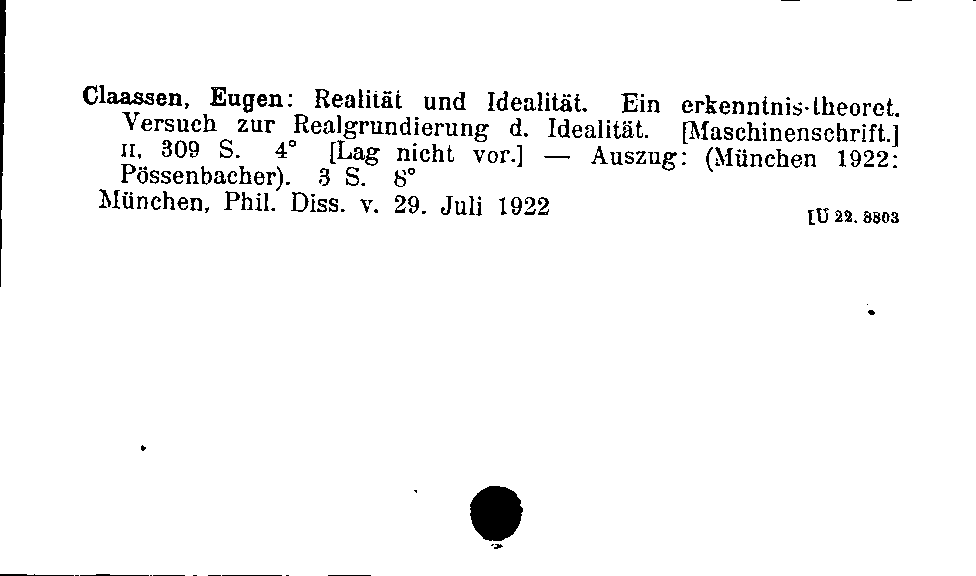 Claassen, Eugen: Realität und Idealität. Ein erkenntnis-theoret.
Versuch zur Realgrundierung d. Idealität. [Maschinenschrift.]
II, 309 S. 4° [Lag nicht vor.] — Auszug: (München 1922:
Pössenbacher). 3 S. 8°
München, Phil. Diss. v. 29. Juli 1922
[U 22. 8803